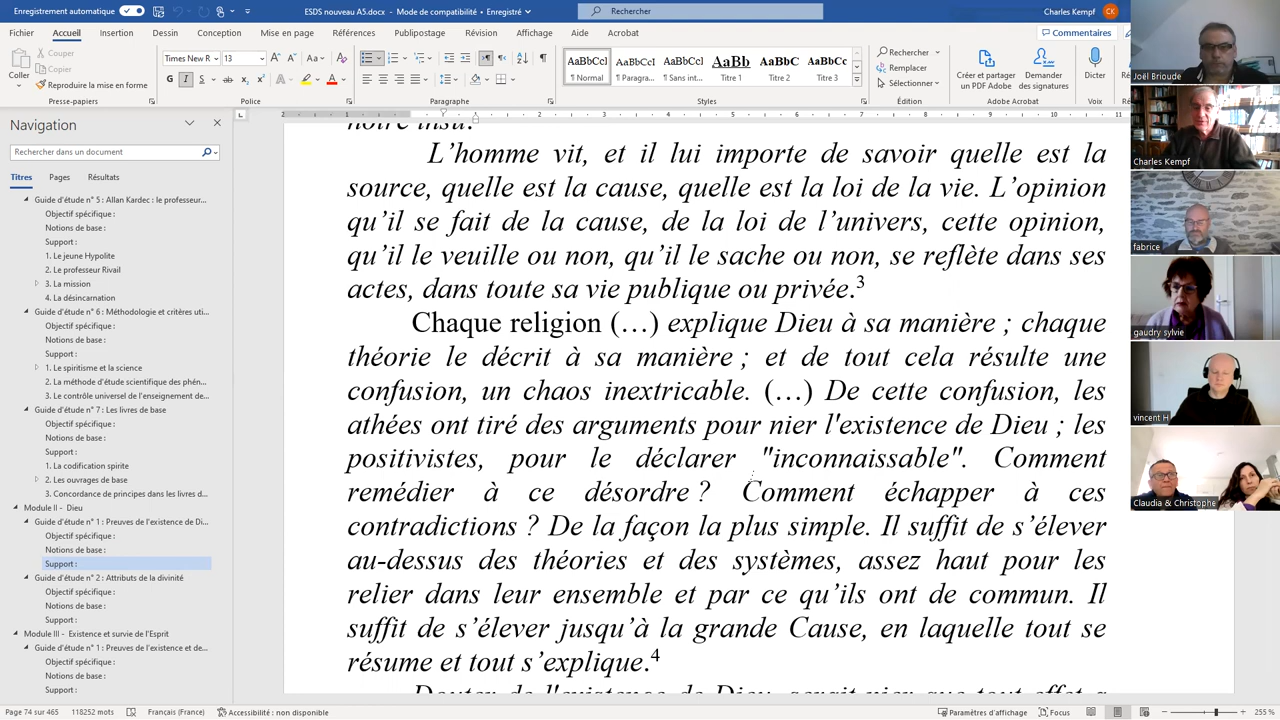 Enregistrement automatique
ESDS nouveau A5.docx - Mode de compatibilité • Enregistré
Rechercher
Charles Kempf
CK
Fichier Accueil Insertion Dessin Conception Mise en page Références Publipostage Révision Affichage Aide Acrobat
Commentaires
Coller
Couper
Copier
Reproduire la mise en forme
Presse-papiers
Times New R
13
G I S
Police
Paragraphe
AaBbCcI
¶ Normal
AaBbCcI
¶ Paragra...
AaBbCcI
¶ Sans int...
AaBb
Titre 1
AaBbC
Titre 2
AaBbCc
Titre 3
Styles
Rechercher
Remplacer
Sélectionner
Édition
Créer et partager un PDF Adobe
Demander des signatures
Adobe Acrobat
Dicter
Voix
Navigation
Rechercher dans un document
Titres Pages Résultats
Guide d'étude n° 5 : Allan Kardec : le professeur...
Objectif spécifique :
Notions de base :
Support :
1. Le jeune Hypolite
2. Le professeur Rivail
3. La mission
4. La désincarnation
Guide d'étude n° 6 : Méthodologie et critères uti...
Objectif spécifique :
Notions de base :
Support :
1. Le spiritisme et la science
2. La méthode d'étude scientifique des phén...
3. Le contrôle universel de l'enseignement de...
Guide d'étude n° 7 : Les livres de base
Objectif spécifique :
Notions de base :
Support :
1. La codification spirite
2. Les ouvrages de base
3. Concordance de principes dans les livres d...
Module II - Dieu
Guide d'étude n° 1 : Preuves de l'existence de Di...
Objectif spécifique :
Notions de base :
Support :
Guide d'étude n° 2 : Attributs de la divinité
Objectif spécifique :
Notions de base :
Support :
Module III - Existence et survie de l'Esprit
Guide d'étude n° 1 : Preuves de l'existence et de...
Objectif spécifique :
Notions de base :
Support :
notre insu.
L’homme vit, et il lui importe de savoir quelle est la
source, quelle est la cause, quelle est la loi de la vie. L’opinion
qu’il se fait de la cause, de la loi de l’univers, cette opinion,
qu’il le veuille ou non, qu’il le sache ou non, se reflète dans ses
actes, dans toute sa vie publique ou privée.3
Chaque religion (…) explique Dieu à sa manière ; chaque
théorie le décrit à sa manière ; et de tout cela résulte une
confusion, un chaos inextricable. (…) De cette confusion, les
athées ont tiré des arguments pour nier l'existence de Dieu ; les
positivistes, pour le déclarer "inconnaissable". Comment
remédier à ce désordre ? Comment échapper à ces
contradictions ? De la façon la plus simple. Il suffit de s’élever
au-dessus des théories et des systèmes, assez haut pour les
relier dans leur ensemble et par ce qu’ils ont de commun. Il
suffit de s’élever jusqu’à la grande Cause, en laquelle tout se
résume et tout s’explique.4
Douter de l'existence de Dieu, serait nier que tout effet a
Joël Brioude
Charles Kempf
fabrice
gaudry sylvie
vincent H
Claudia & Christophe
Page 74 sur 465 118252 mots Français (France) Accessibilité : non disponible
Paramètres d'affichage Focus 255 %